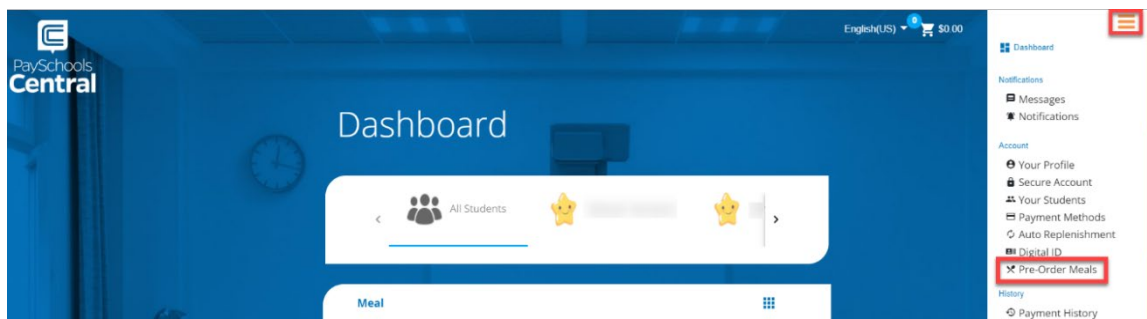 PaySchools
Central
English(US)
0
$0.00
Dashboard
All Students
Meal
Dashboard
Notifications
Messages
Notifications
Account
Your Profile
Secure Account
Your Students
Payment Methods
Auto Replenishment
Digital ID
Pre-Order Meals
History
Payment History